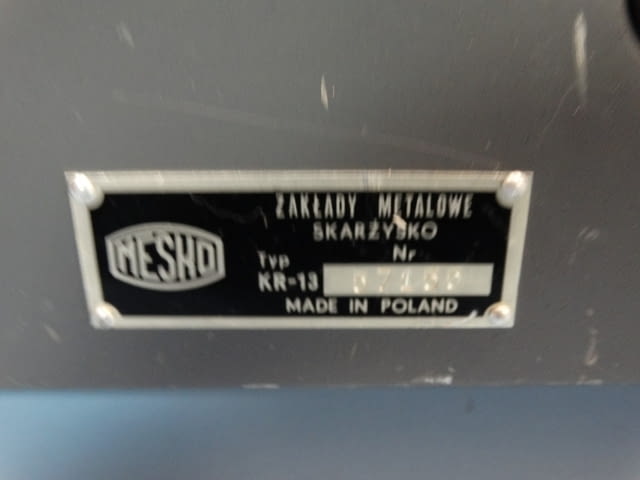 ZAKŁADY METALOWE
SKARŻYSKO
MESKO
Typ Nr
KR-13
MADE IN POLAND